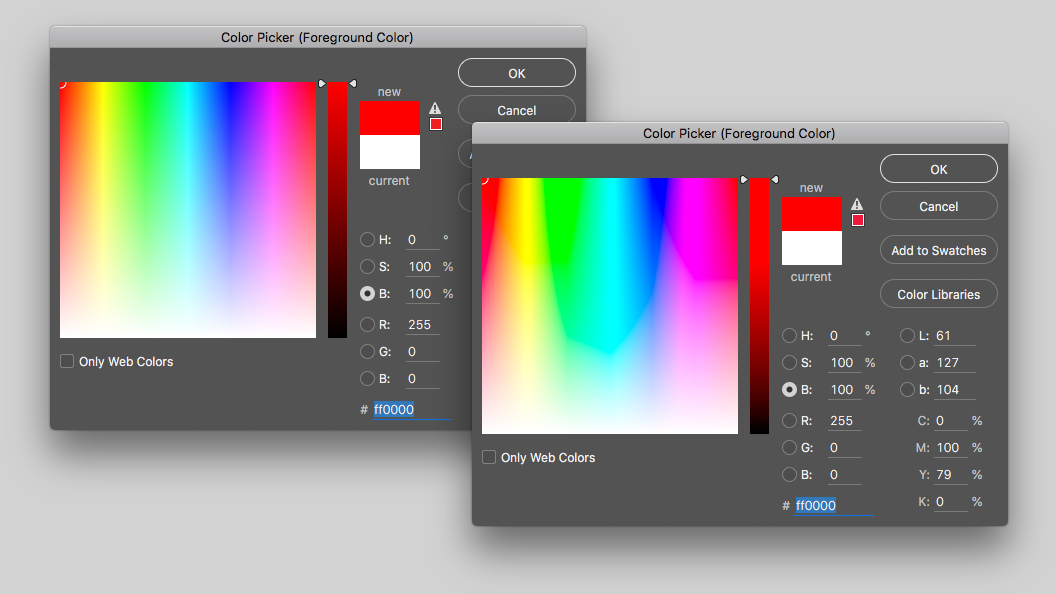 Color Picker (Foreground Color)
OK
new
Cancel
current
H: 0 °
S: 100 %
B: 100 %
R: 255
G: 0
B: 0
# ff0000
Only Web Colors
Color Picker (Foreground Color)
OK
new
Cancel
current
Add to Swatches
Color Libraries
H: 0 ° L: 61
S: 100 % a: 127
B: 100 % b: 104
R: 255 C: 0 %
G: 0 M: 100 %
B: 0 Y: 79 %
# ff0000 K: 0 %
Only Web Colors